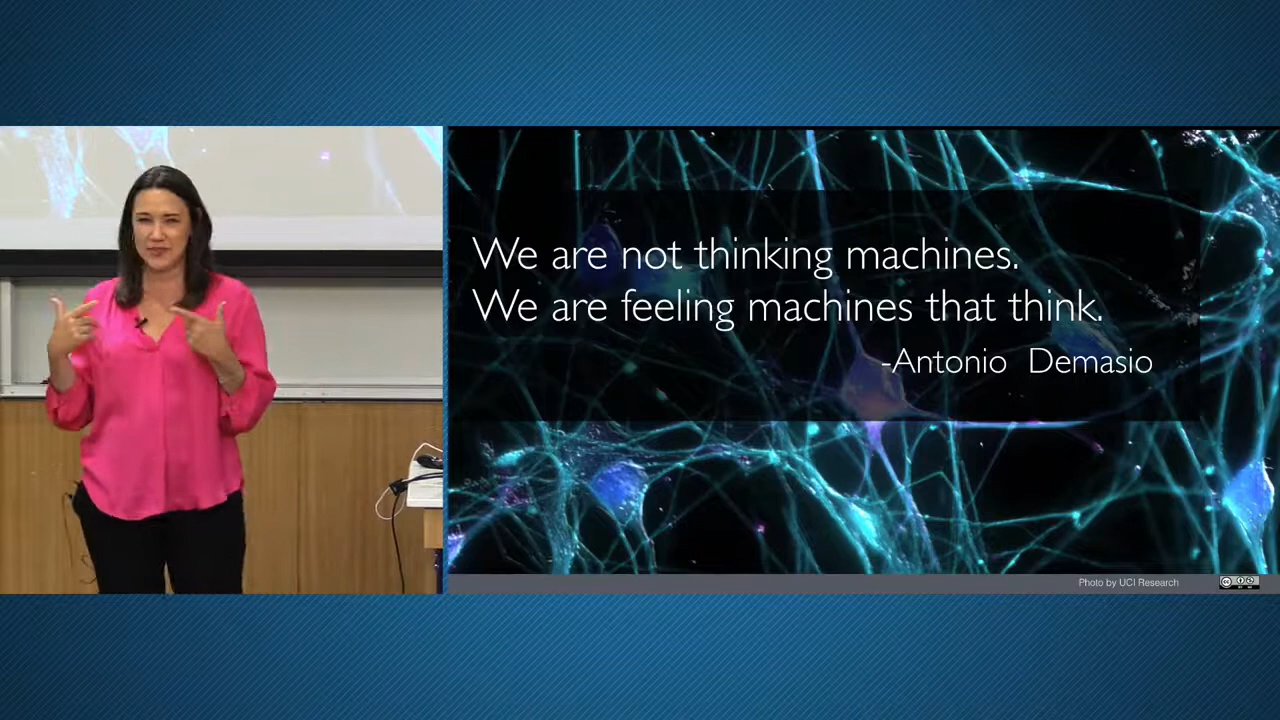 We are not thinking machines.
We are feeling machines that think.
-Antonio Demasio
Photo by UCI Research